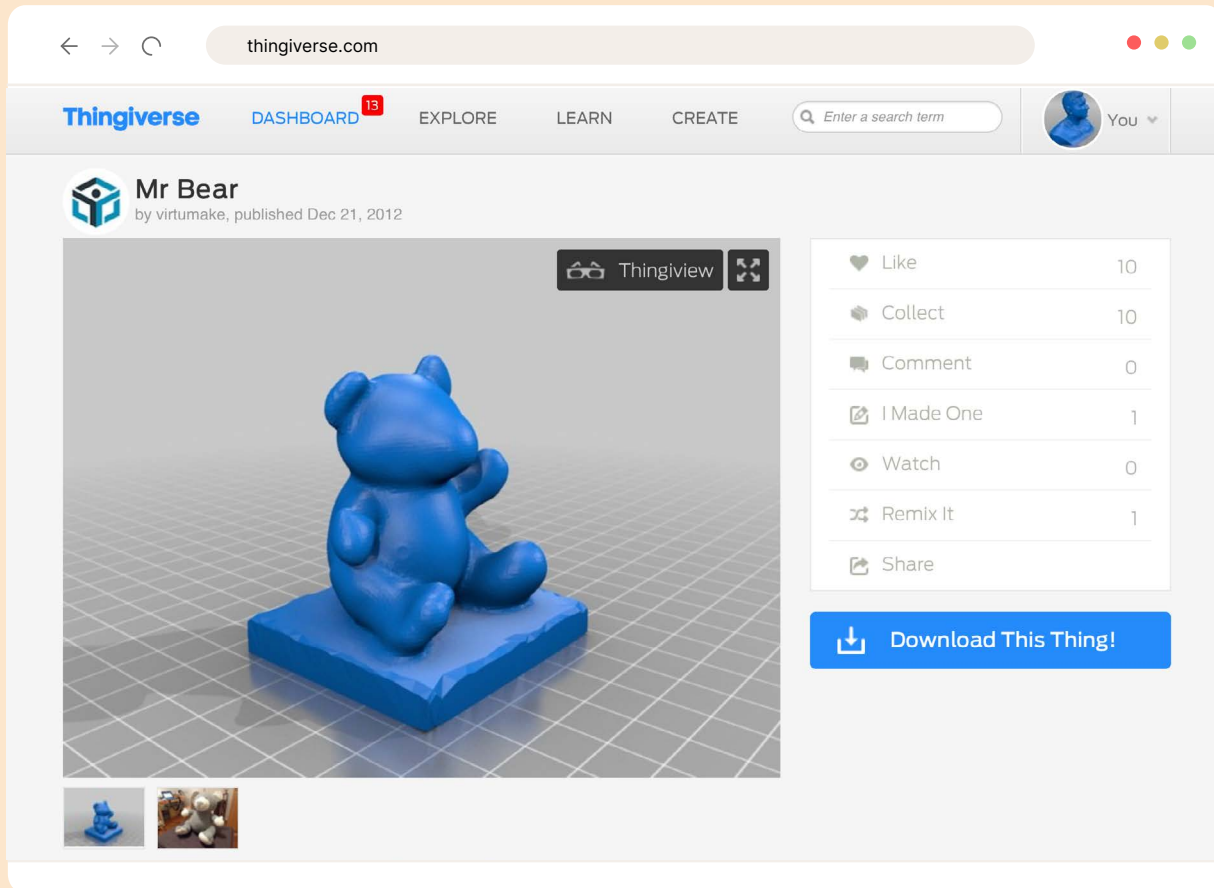 thingiverse.com
Thingiverse
DASHBOARD 13
EXPLORE
LEARN
CREATE
Enter a search term
You
Mr Bear
by virtumake, published Dec 21, 2012
Thingiview
Like 10
Collect 10
Comment 0
I Made One 1
Watch 0
Remix It 1
Share
Download This Thing!